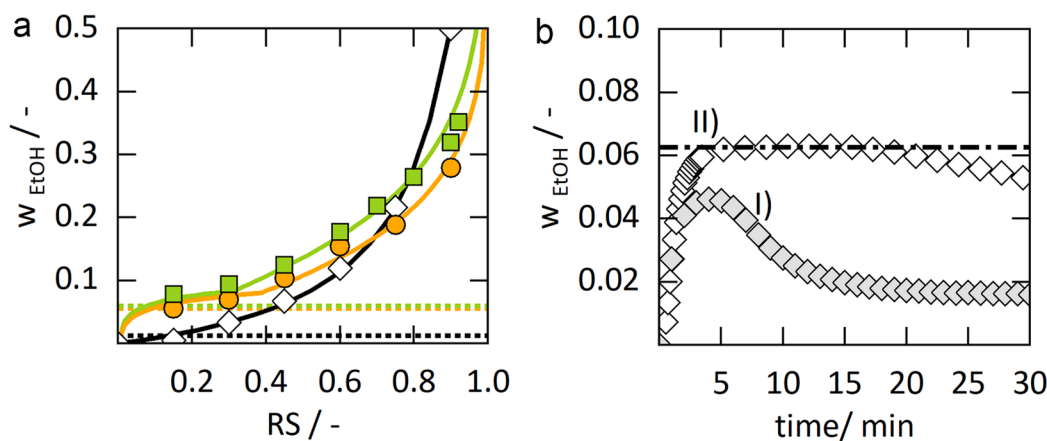 a
0.5
0.4
0.3
0.2
0.1
w EtOH / -
0.2 0.4 0.6 0.8 1.0
RS / -
b
0.10
0.08
0.06
0.04
0.02
w EtOH / -
II)
I)
5 10 15 20 25 30
time/ min